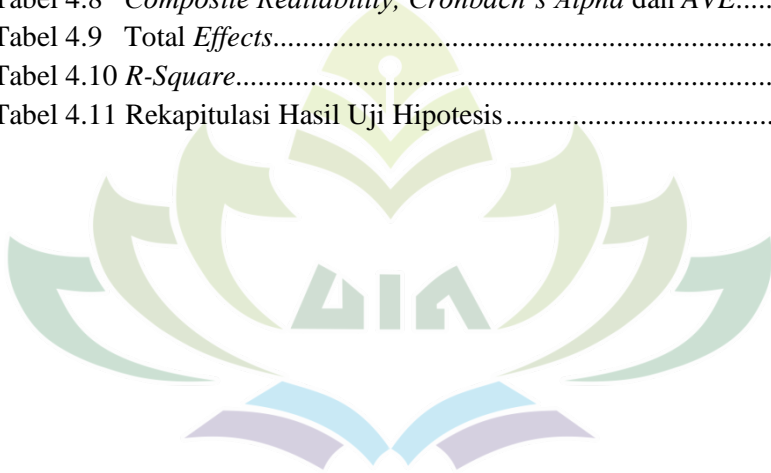 Tabel 4.8 Composite Realiability, Cronbach's Alpha dan AVE.....
Tabel 4.9 Total Effects.....................................................................
Tabel 4.10 R-Square..........................................................................
Tabel 4.11 Rekapitulasi Hasil Uji Hipotesis.....................................
UIN